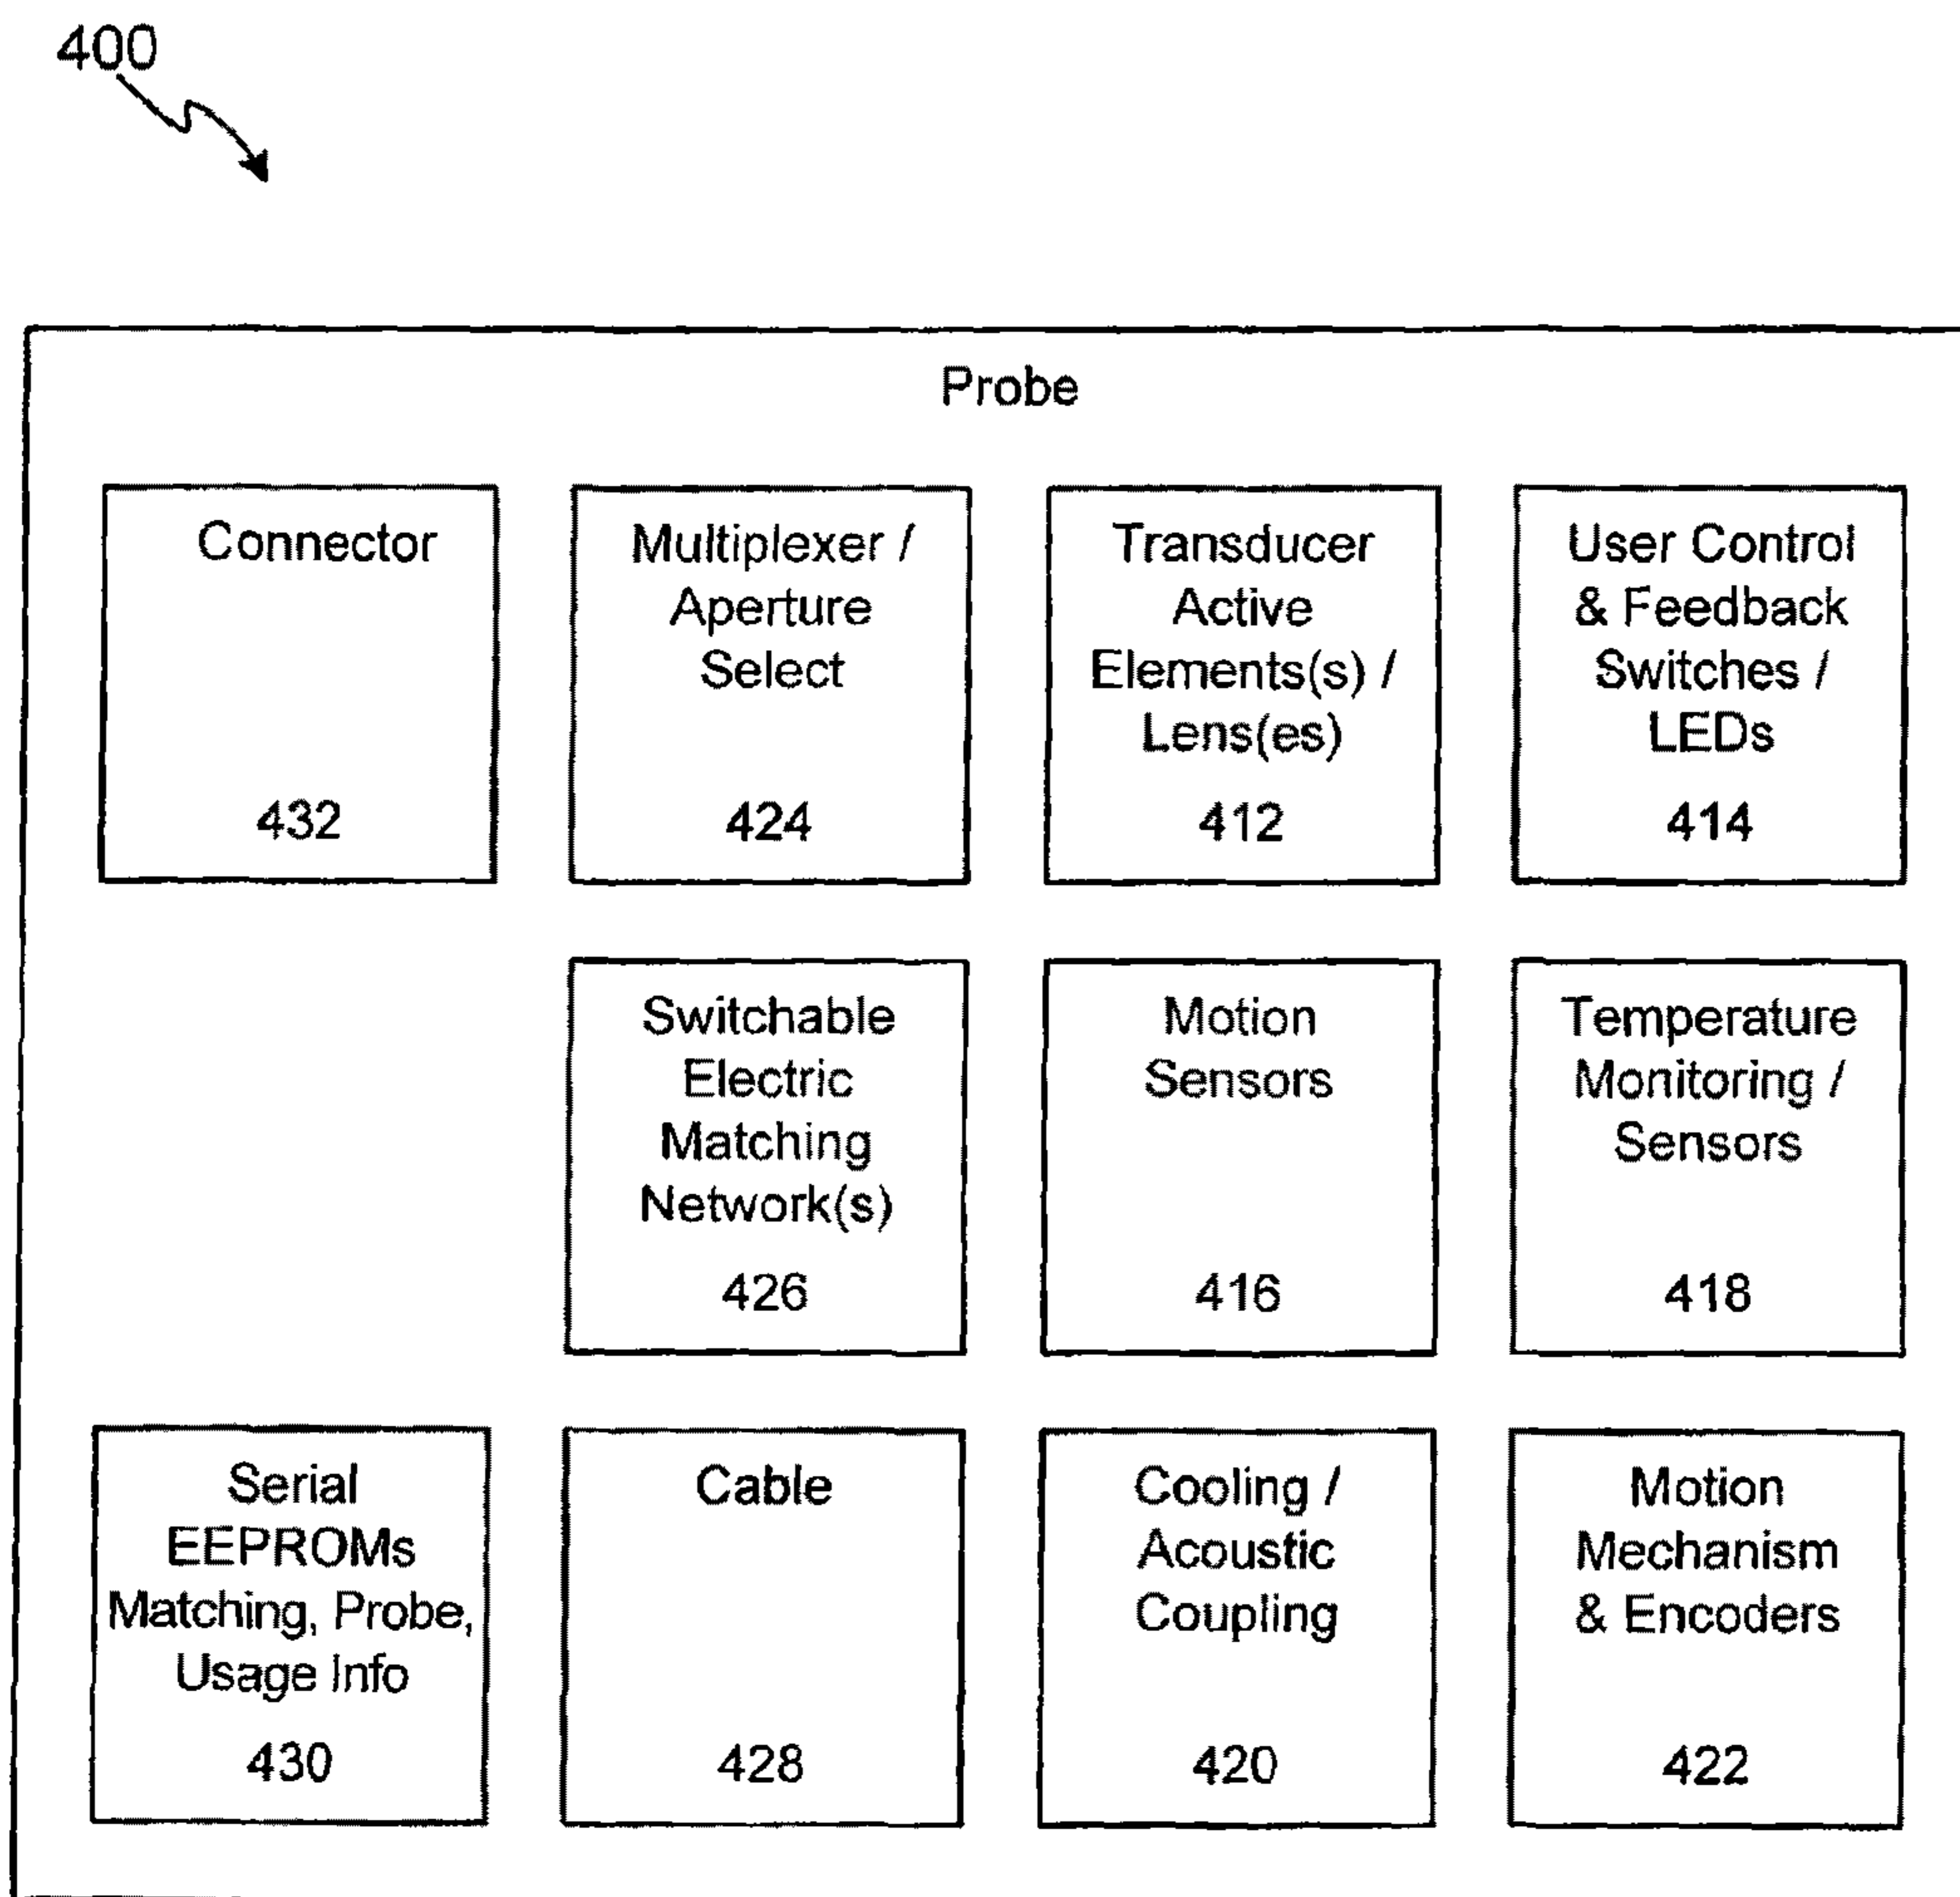 400
Probe
Connector
432
Multiplexer /
Aperture
Select
424
Transducer
Active
Elements(s) /
Lens(es)
412
User Control
& Feedback
Switches /
LEDs
414
Switchable
Electric
Matching
Network(s)
426
Motion
Sensors
416
Temperature
Monitoring /
Sensors
418
Serial
EEPROMs
Matching, Probe,
Usage Info
430
Cable
428
Cooling /
Acoustic
Coupling
420
Motion
Mechanism
& Encoders
422